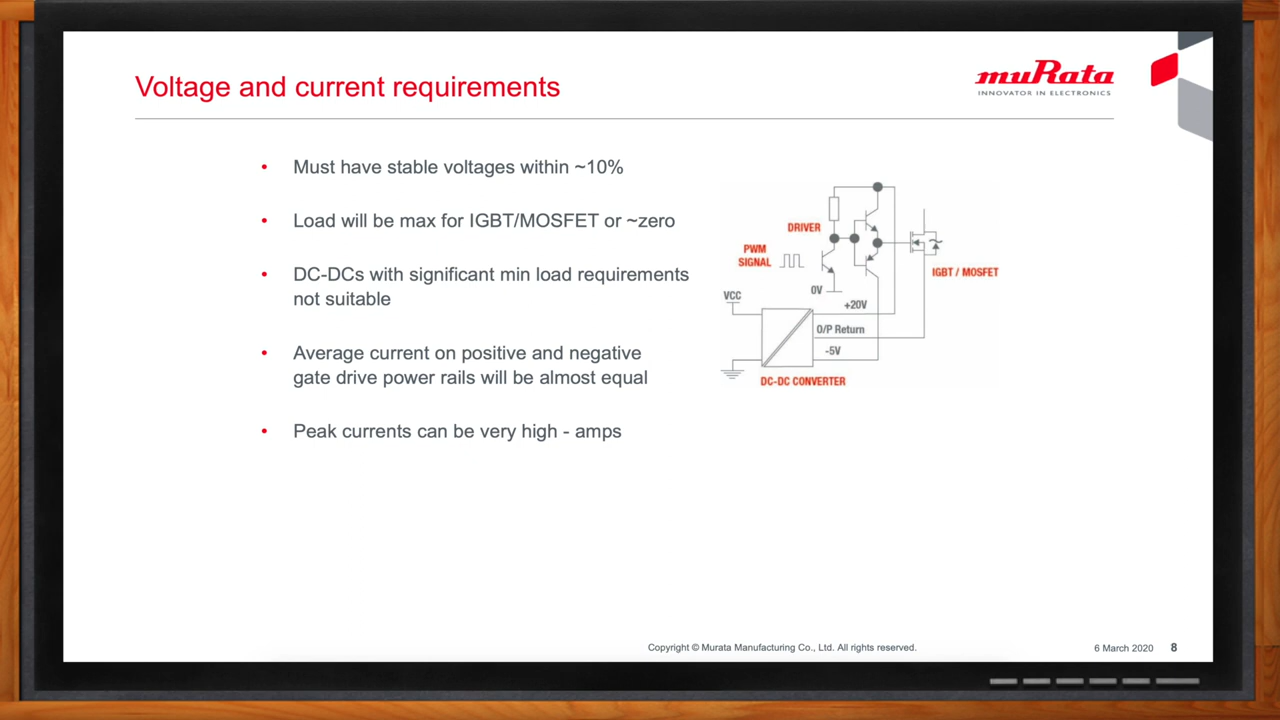 Voltage and current requirements
muRata
INNOVATOR IN ELECTRONICS
• Must have stable voltages within ~10%
• Load will be max for IGBT/MOSFET or ~zero
• DC-DCs with significant min load requirements
not suitable
• Average current on positive and negative
gate drive power rails will be almost equal
• Peak currents can be very high - amps
DRIVER
PWM
SIGNAL
IGBT / MOSFET
0V
VCC
+20V
O/P Return
-5V
DC-DC CONVERTER
Copyright © Murata Manufacturing Co., Ltd. All rights reserved.
6 March 2020
8